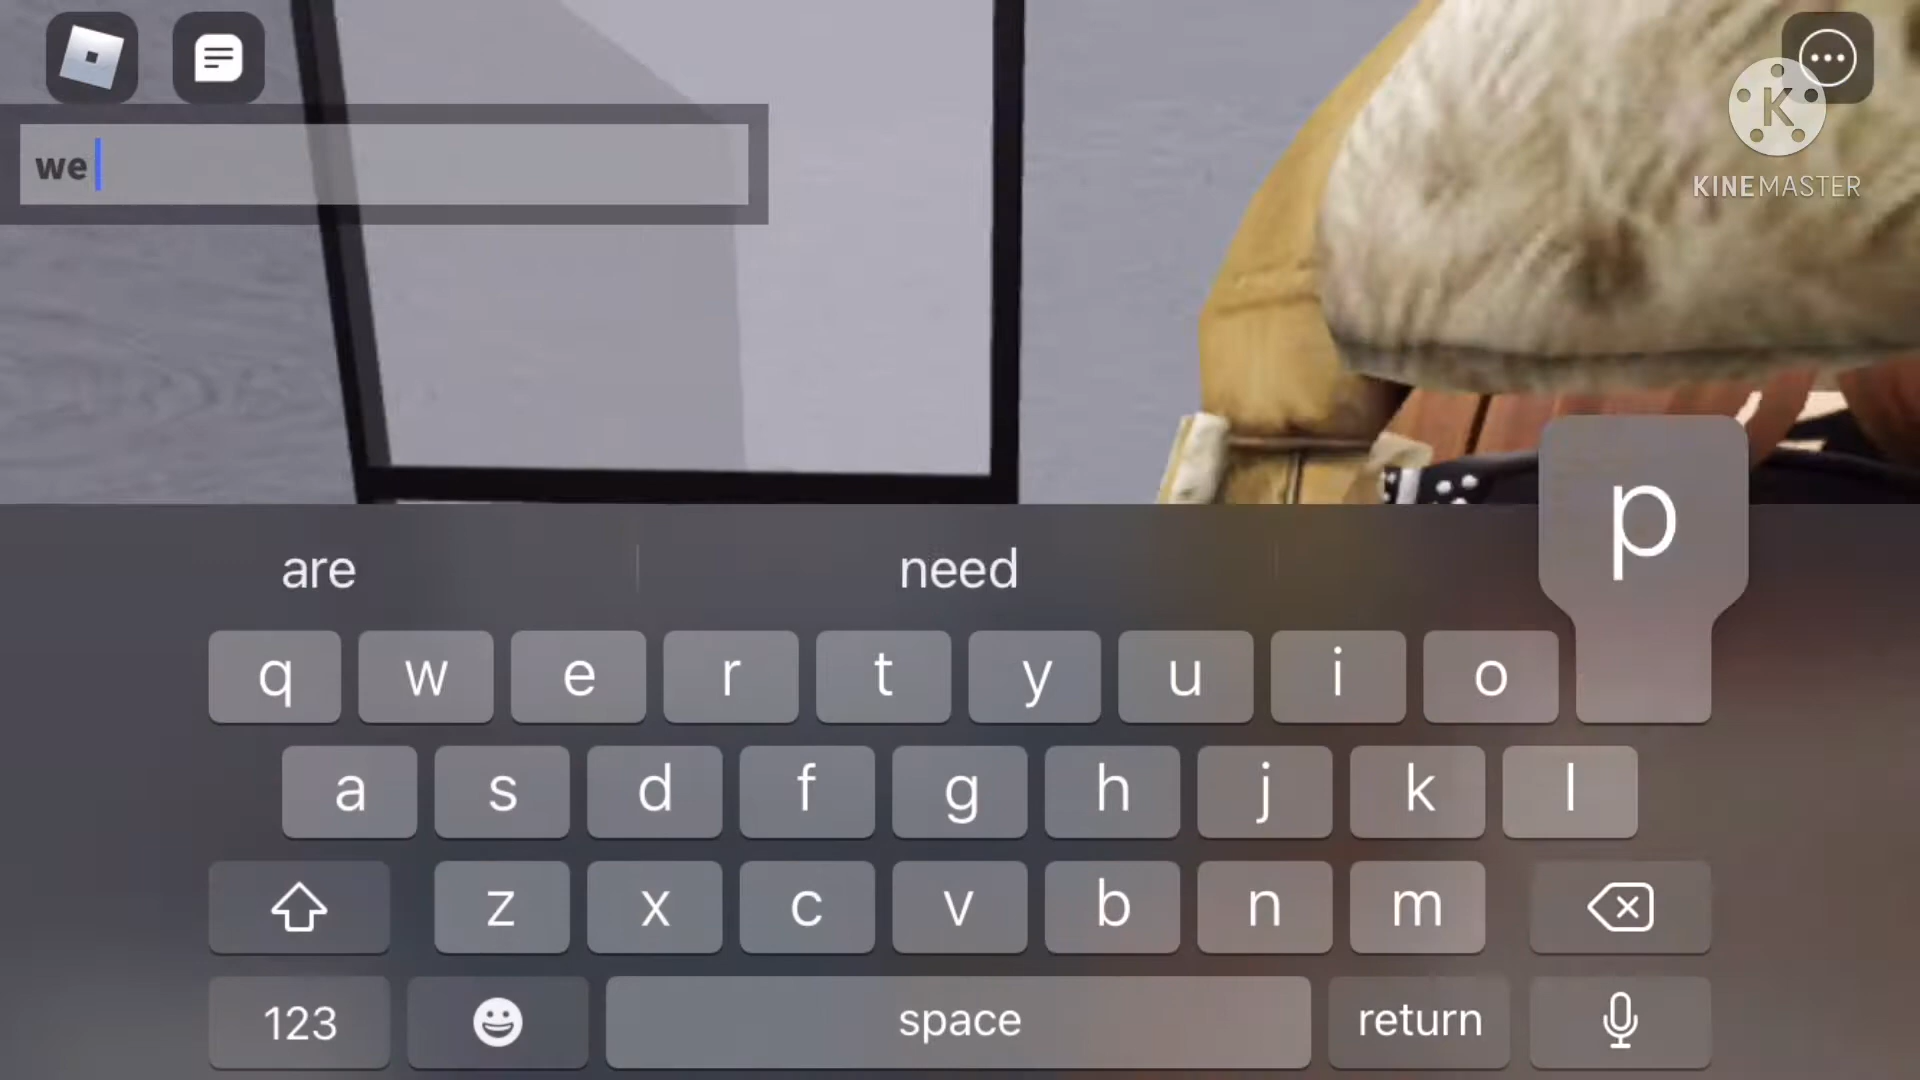 K
KINEMASTER
we
are need
p
q w e r t y u i o
a s d f g h j k l
z x c v b n m
123 space return